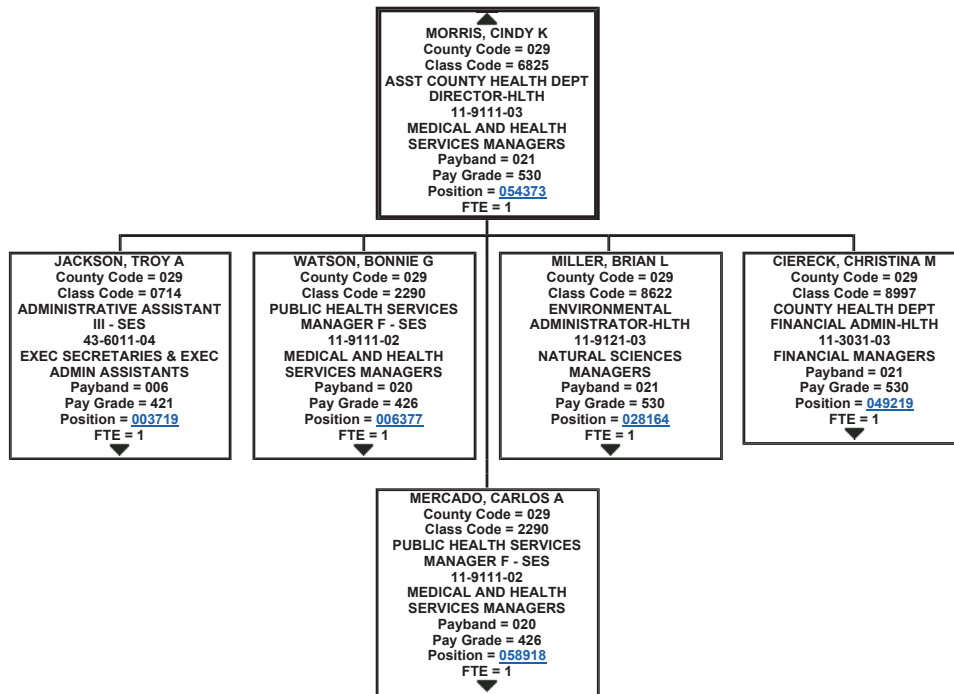 MORRIS, CINDY K
County Code = 029
Class Code = 6825
ASST COUNTY HEALTH DEPT
DIRECTOR-HLTH
11-9111-03
MEDICAL AND HEALTH
SERVICES MANAGERS
Payband = 021
Pay Grade = 530
Position = 054373
FTE = 1
JACKSON, TROY A
County Code = 029
Class Code = 0714
ADMINISTRATIVE ASSISTANT
III - SES
43-6011-04
EXEC SECRETARIES & EXEC
ADMIN ASSISTANTS
Payband = 006
Pay Grade = 421
Position = 003719
FTE = 1
WATSON, BONNIE G
County Code = 029
Class Code = 2290
PUBLIC HEALTH SERVICES
MANAGER F - SES
11-9111-02
MEDICAL AND HEALTH
SERVICES MANAGERS
Payband = 020
Pay Grade = 426
Position = 006377
FTE = 1
MILLER, BRIAN L
County Code = 029
Class Code = 8622
ENVIRONMENTAL
ADMINISTRATOR-HLTH
11-9121-03
NATURAL SCIENCES
MANAGERS
Payband = 021
Pay Grade = 530
Position = 028164
FTE = 1
CIERECK, CHRISTINA M
County Code = 029
Class Code = 8997
COUNTY HEALTH DEPT
FINANCIAL ADMIN-HLTH
11-3031-03
FINANCIAL MANAGERS
Payband = 021
Pay Grade = 530
Position = 049219
FTE = 1
MERCADO, CARLOS A
County Code = 029
Class Code = 2290
PUBLIC HEALTH SERVICES
MANAGER F - SES
11-9111-02
MEDICAL AND HEALTH
SERVICES MANAGERS
Payband = 020
Pay Grade = 426
Position = 058918
FTE = 1